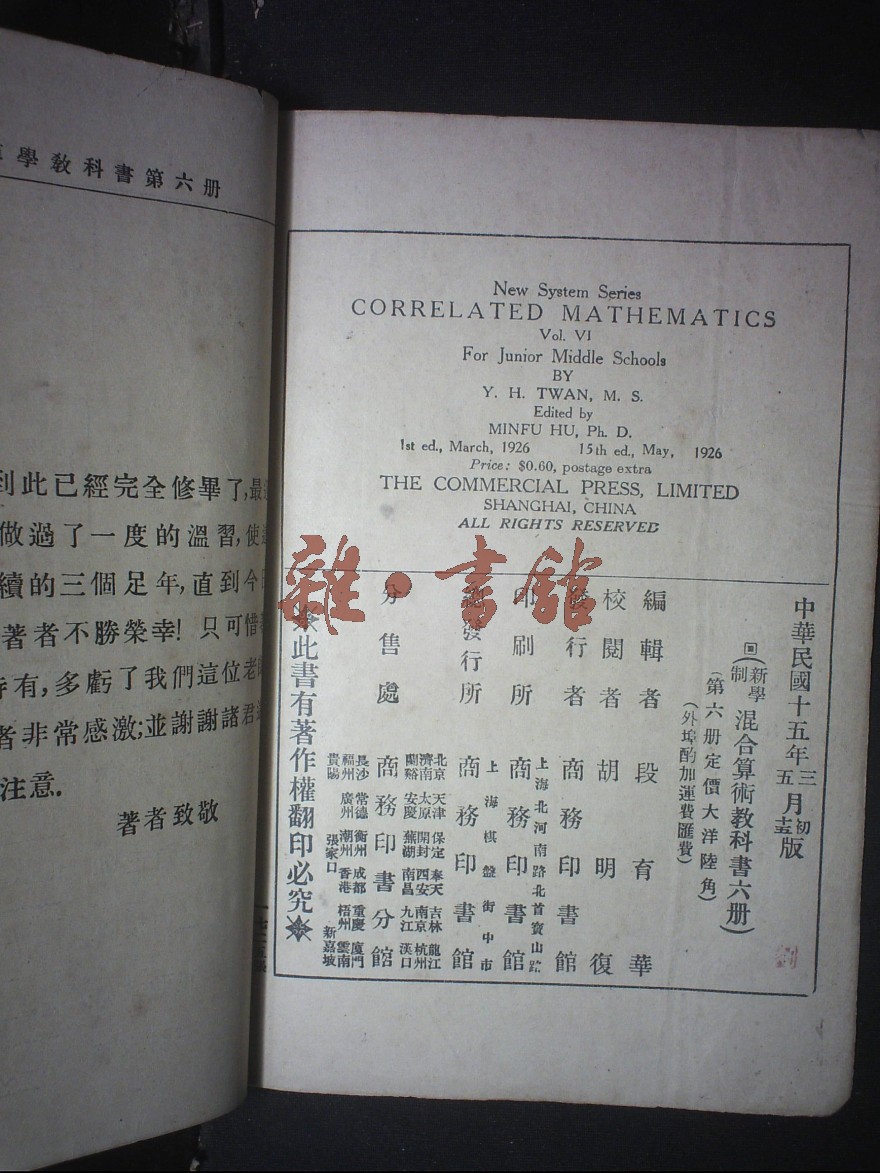 學教科書第六册
到此已經完全修畢了,最
做過了一度的溫習,使
續的三個足年,直到今
著者不勝榮幸! 只可惜
有,多虧了我們這位老
者非常感激;並謝謝諸君
注意.
著者致敬
New System Series
CORRELATED MATHEMATICS
Vol. VI
For Junior Middle Schools
BY
Y. H. TWAN, M. S.
Edited by
MINFU HU, Ph. D.
1st ed., March, 1926 15th ed., May, 1926
Price: $0.60, postage extra
THE COMMERCIAL PRESS, LIMITED
SHANGHAI, CHINA
ALL RIGHTS RESERVED
雜·書館
中華民國十五年三五月初十五版
(新學制混合算術教科書六册)
(第六册定價大洋陸角)
(外埠酌加運費匯費)
編輯者 段育華
校閱者 胡明復
發行者 商務印書館
上海北河南路北首寶山路
印刷所 商務印書館
上海棋盤街中市
總發行所 商務印書館
分售處 商務印書分館
北京 天津 保定 奉天 吉林 龍江
濟南 太原 開封 西安 南京 杭州
蘭谿 安慶 蕪湖 南昌 九江 漢口
長沙 常德 衡州 成都 重慶 廈門
福州 廣州 潮州 香港 梧州 雲南
貴陽 張家口 新嘉坡
此書有著作權翻印必究